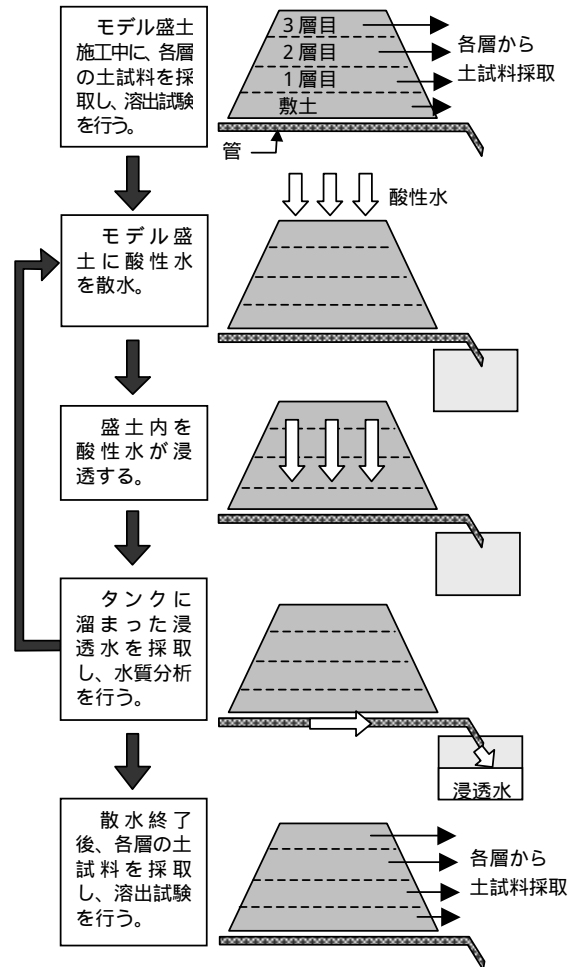 モデル盛土
施工中に、各層
の土試料を採
取し、溶出試験
を行う。
3層目
2層目
1層目
敷土
各層から
土試料採取
管
モデル盛
土に酸性水
を散水。
酸性水
盛土内を
酸性水が浸
透する。
タンクに
溜まった浸
透水を採取
し、水質分析
を行う。
浸透水
散水終了
後、各層の土
試料を採取
し、溶出試験
を行う。
各層から
土試料採取